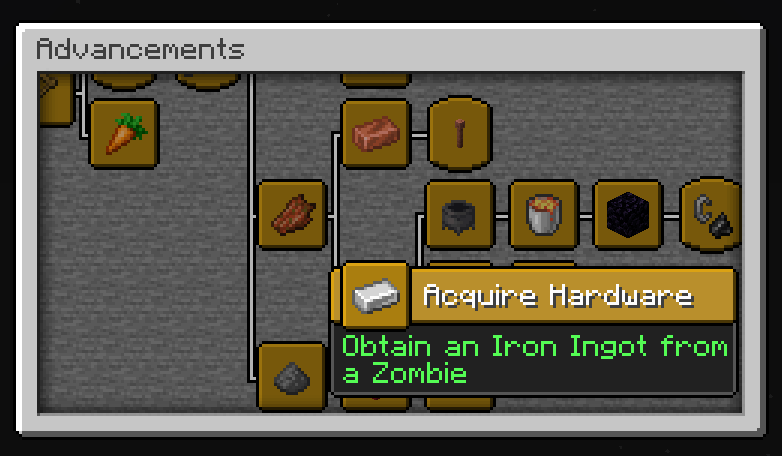 Advancements
Acquire Hardware
Obtain an Iron Ingot from
a Zombie